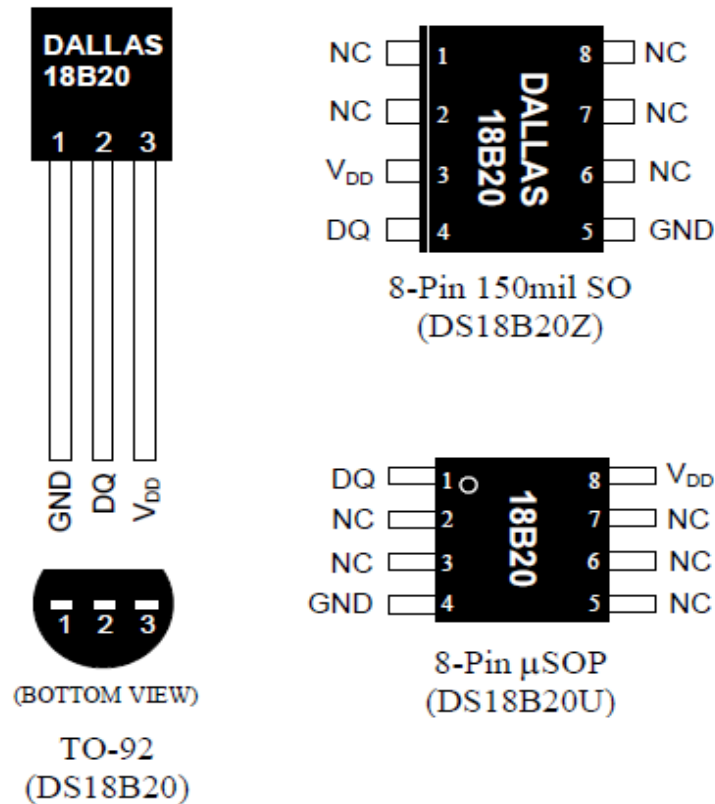 DALLAS
18B20
1 2 3
GND DQ VDD
1 2 3
(BOTTOM VIEW)
TO-92
(DS18B20)
NC 1 8 NC
NC 2 7 NC
VDD 3 6 NC
DQ 4 5 GND
DALLAS
18B20
8-Pin 150mil SO
(DS18B20Z)
DQ 1 8 VDD
NC 2 7 NC
NC 3 6 NC
GND 4 5 NC
18B20
8-Pin µSOP
(DS18B20U)